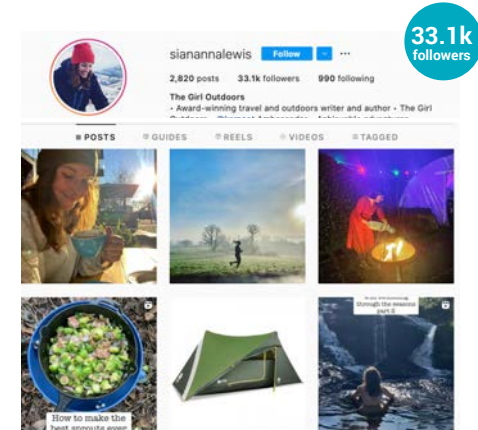 33.1k
followers
sianannalewis Follow
2,820 posts 33.1k followers 990 following
The Girl Outdoors
• Award-winning travel and outdoors writer and author • The Girl
POSTS GUIDES REELS VIDEOS TAGGED
through the seasons
part 2
How to make the
best sprouts ever